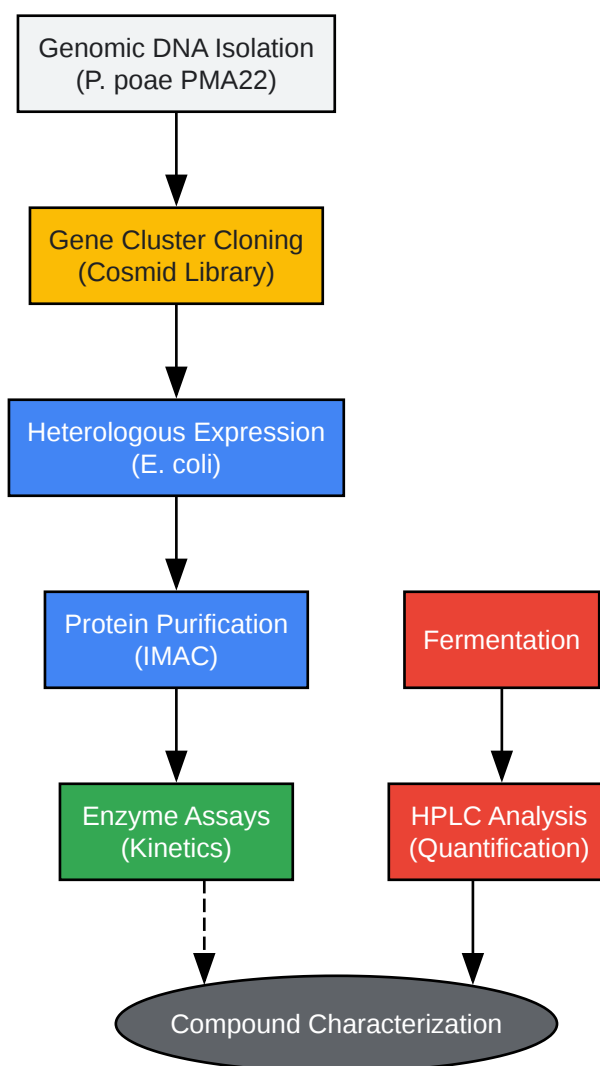 Genomic DNA Isolation
(P. poae PMA22)
Gene Cluster Cloning
(Cosmid Library)
Heterologous Expression
(E. coli)
Protein Purification
(IMAC)
Fermentation
Enzyme Assays
(Kinetics)
HPLC Analysis
(Quantification)
Compound Characterization